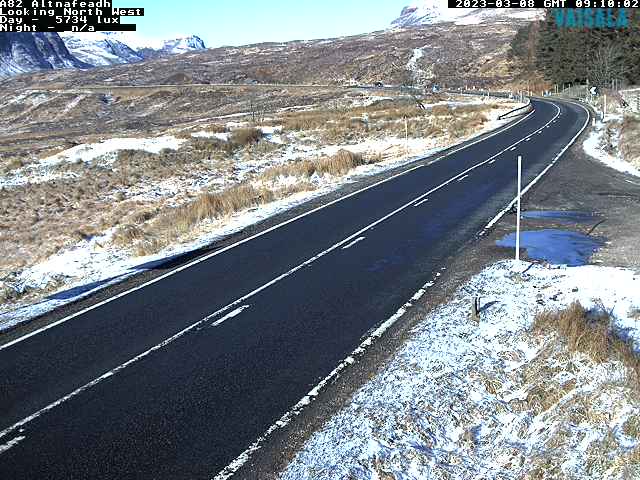 A82 Altnafeadh
Looking North West
Day - 5734 lux
Night - n/a
2023-03-08 GMT 09:10:02
VAISALA